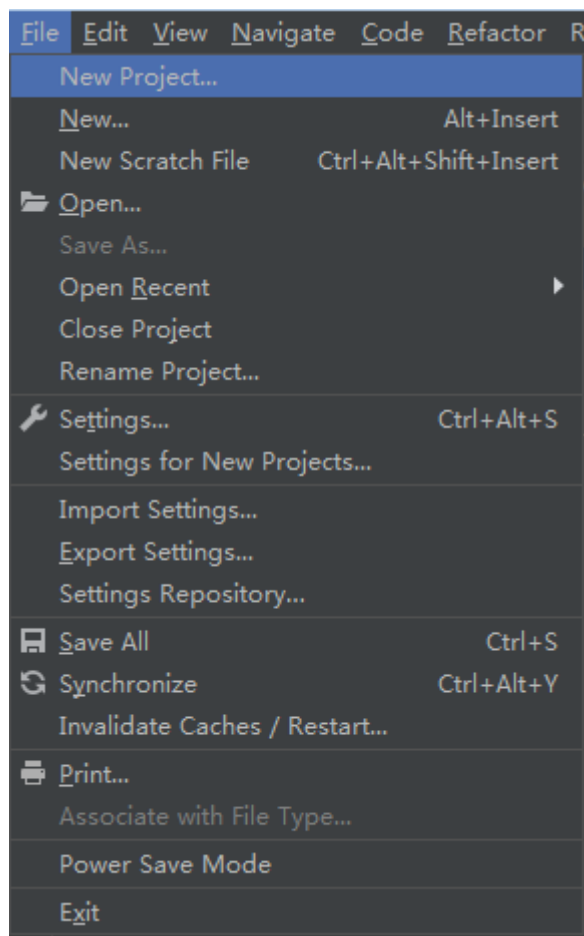 File Edit View Navigate Code Refactor R
New Project...
New... Alt+Insert
New Scratch File Ctrl+Alt+Shift+Insert
Open...
Save As...
Open Recent
Close Project
Rename Project...
Settings... Ctrl+Alt+S
Settings for New Projects...
Import Settings...
Export Settings...
Settings Repository...
Save All Ctrl+S
Synchronize Ctrl+Alt+Y
Invalidate Caches / Restart...
Print...
Associate with File Type...
Power Save Mode
Exit